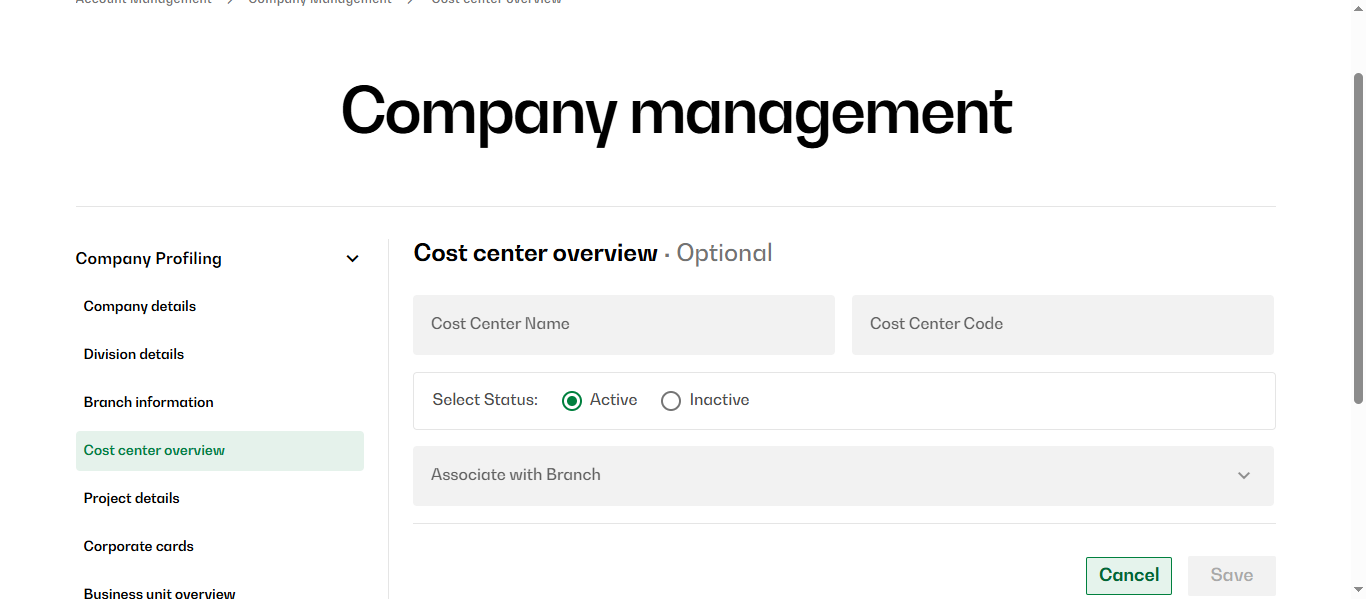 Account Management > Company Management > Cost center overview
Company management
Company Profiling
Company details
Division details
Branch information
Cost center overview
Project details
Corporate cards
Business unit overview
Cost center overview · Optional
Cost Center Name
Cost Center Code
Select Status: Active Inactive
Associate with Branch
Cancel
Save